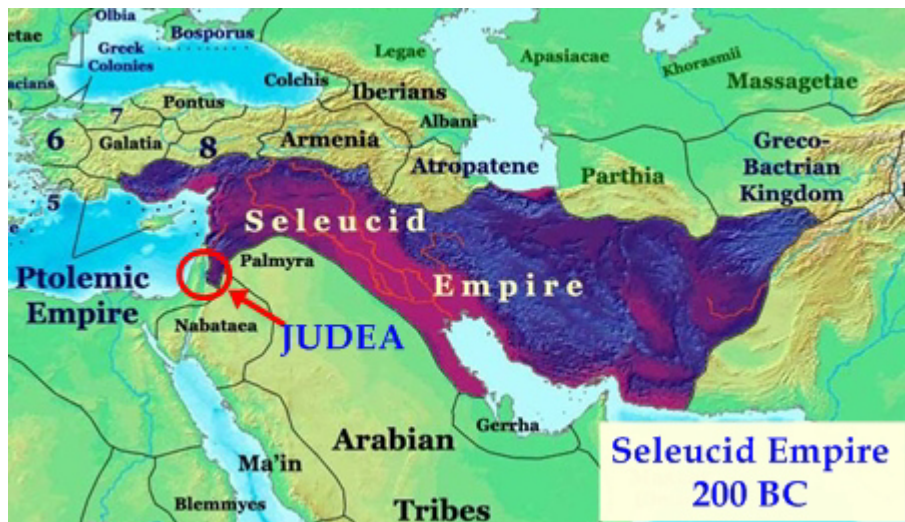 Olbia
Bosporus
Greek
Colonies
Legae
Apasiacae
Khorasmii
Massagetae
Colchis
Iberians
Pontus
7
6
Galatia
8
Armenia
Albani
Atropatene
Parthia
Greco-
Bactrian
Kingdom
5
Seleucid
Empire
Ptolemic
Empire
Palmyra
Nabataea
JUDEA
Gerrha
Arabian
Tribes
Ma'in
Blemmyes
Seleucid Empire
200 BC